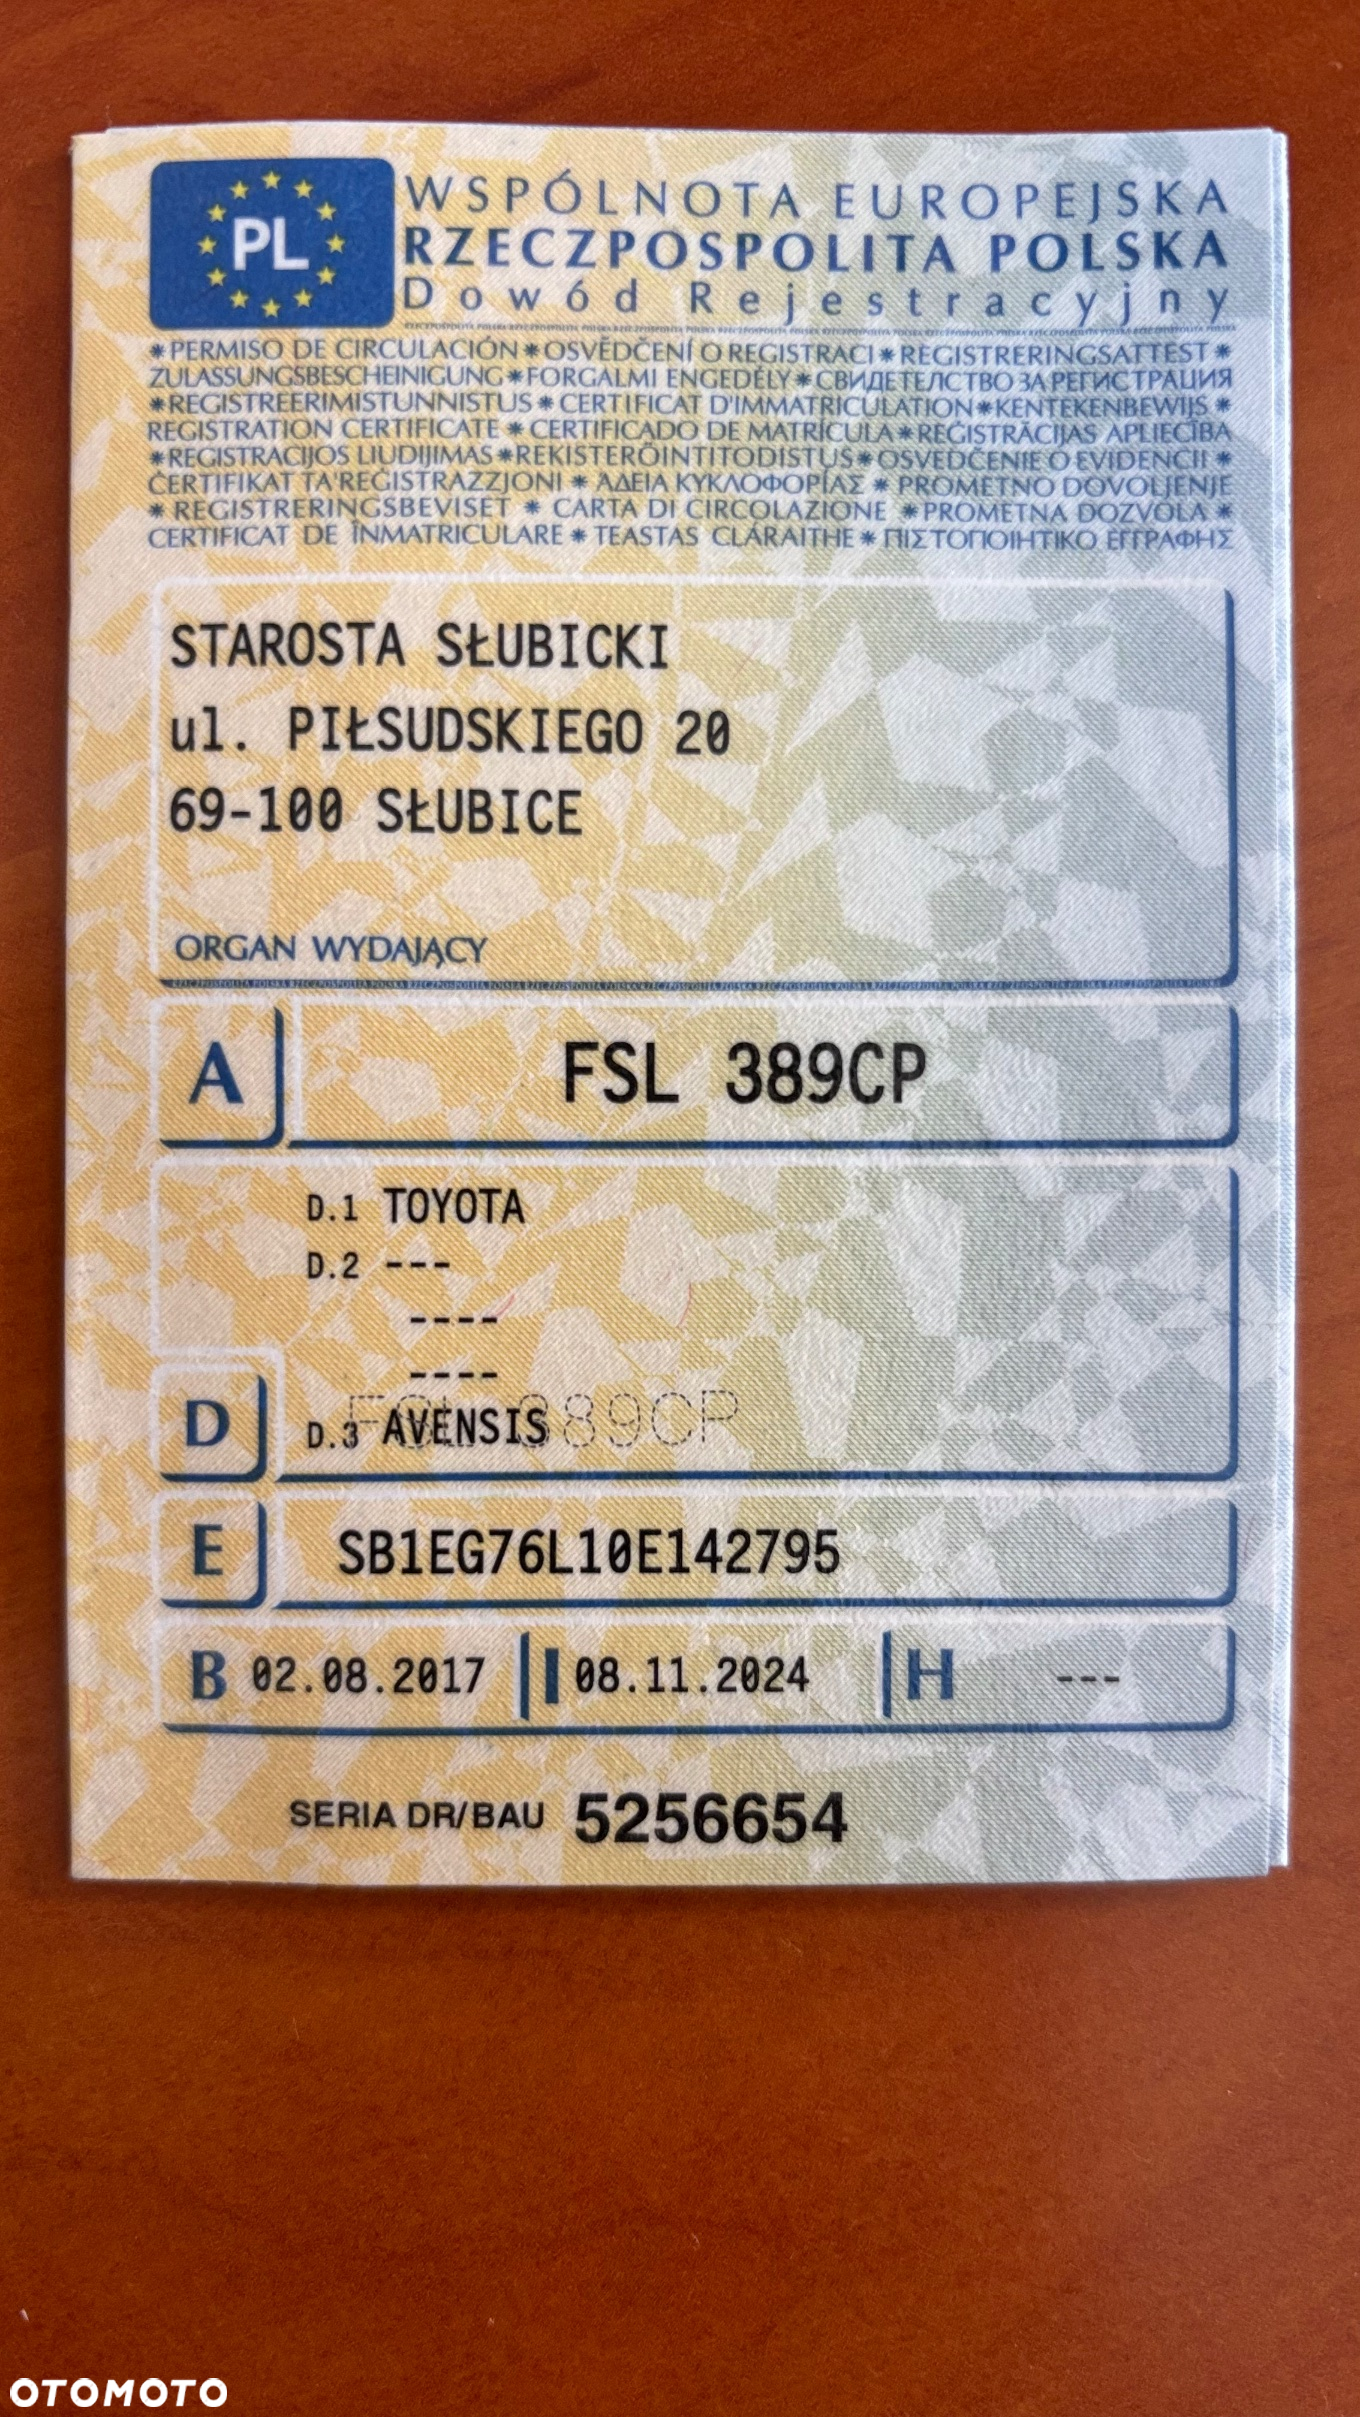 PL
WSPÓLNOTA EUROPEJSKA
RZECZPOSPOLITA POLSKA
Dowód Rejestracyjny
*PERMISO DE CIRCULACIÓN*OSVĚDČENÍ O REGISTRACI*REGISTRERINGSATTEST*
ZULASSUNGSBESCHEINIGUNG*FORGALMI ENGEDÉLY*СВИДЕТЕЛСТВО ЗА РЕГИСТРАЦИЯ
*REGISTREERIMISTUNNISTUS*CERTIFICAT D'IMMATRICULATION*KENTEKENBEWIJS*
REGISTRATION CERTIFICATE*CERTIFICADO DE MATRÍCULA*REĢISTRĀCIJAS APLIECĪBA
*REGISTRACIJOS LIUDIJIMAS*REKISTERÖINTITODISTUS*OSVEDČENIE O EVIDENCII*
ĊERTIFIKAT TA'REĠISTRAZZJONI*ΆΔΕΙΑ ΚΥΚΛΟΦΟΡΊΑΣ*PROMETNO DOVOLJENJE
*REGISTRERINGSBEVISET*CARTA DI CIRCOLAZIONE*PROMETNA DOZVOLA*
CERTIFICAT DE ÎNMATRICULARE*TEASTAS CLÁRAITHE*ΠΙΣΤΟΠΟΙΗΤΙΚΟ ΕΓΓΡΑΦΗΣ
STAROSTA SŁUBICKI
ul. PIŁSUDSKIEGO 20
69-100 SŁUBICE
ORGAN WYDAJĄCY
A FSL 389CP
D.1 TOYOTA
D.2 ---
----
----
D D.3 AVENSIS
FSL 389CP
E SB1EG76L10E142795
B 02.08.2017 I 08.11.2024 H ---
SERIA DR/BAU 5256654
OTOMOTO